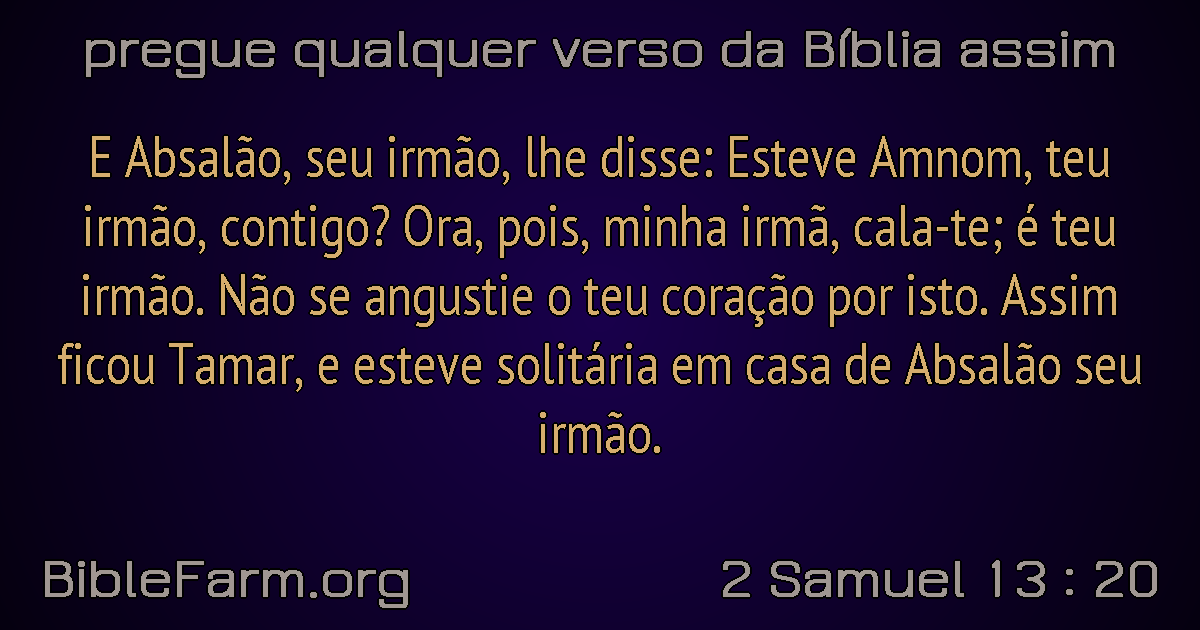 pregue qualquer verso da Bíblia assim
E Absalão, seu irmão, lhe disse: Esteve Amnom, teu
irmão, contigo? Ora, pois, minha irmã, cala-te; é teu
irmão. Não se angustie o teu coração por isto. Assim
ficou Tamar, e esteve solitária em casa de Absalão seu
irmão.
BibleFarm.org
2 Samuel 13 : 20